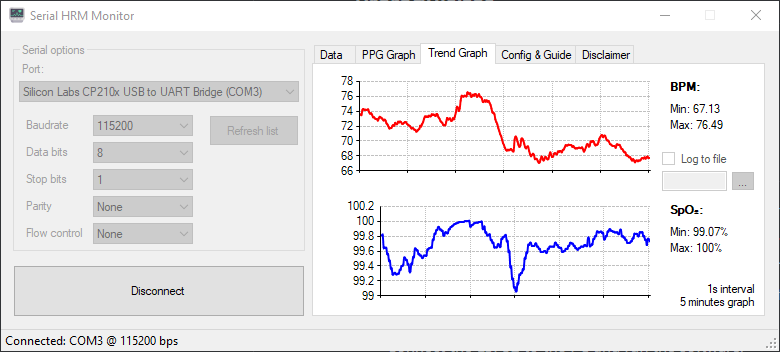 Serial HRM Monitor
Serial options
Port:
Silicon Labs CP210x USB to UART Bridge (COM3)
Baudrate 115200 Refresh list
Data bits 8
Stop bits 1
Parity None
Flow control None
Disconnect
Data PPG Graph Trend Graph Config & Guide Disclaimer
78
76
74
72
70
68
66
BPM:
Min: 67.13
Max: 76.49
Log to file
...
100.2
100
99.8
99.6
99.4
99.2
99
SpO₂:
Min: 99.07%
Max: 100%
1s interval
5 minutes graph
Connected: COM3 @ 115200 bps